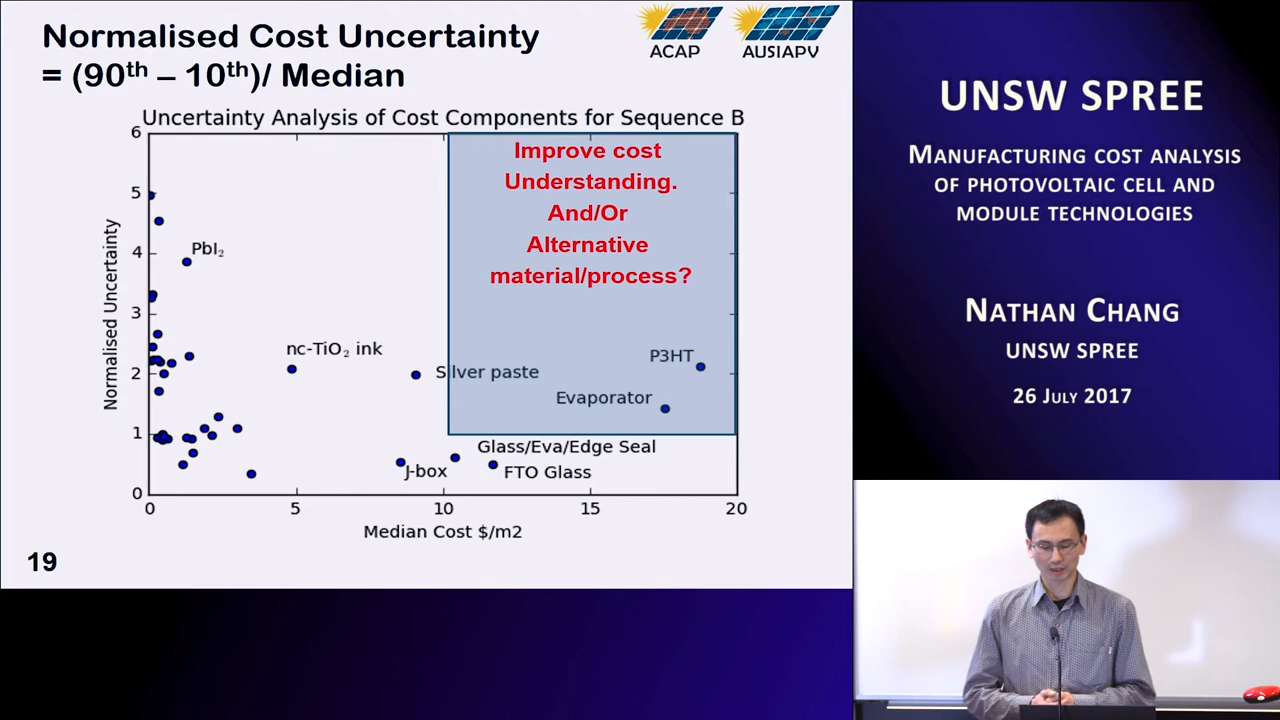 Normalised Cost Uncertainty
= (90th – 10th)/ Median
ACAP
AUSIAPV
Uncertainty Analysis of Cost Components for Sequence B
Improve cost
Understanding.
And/Or
Alternative
material/process?
6
5
4
3
2
1
0
Normalised Uncertainty
PbI₂
nc-TiO₂ ink
Silver paste
P3HT
Evaporator
Glass/Eva/Edge Seal
J-box
FTO Glass
0
5
10
15
20
Median Cost $/m2
19
UNSW SPREE
MANUFACTURING COST ANALYSIS
OF PHOTOVOLTAIC CELL AND
MODULE TECHNOLOGIES
NATHAN CHANG
UNSW SPREE
26 JULY 2017